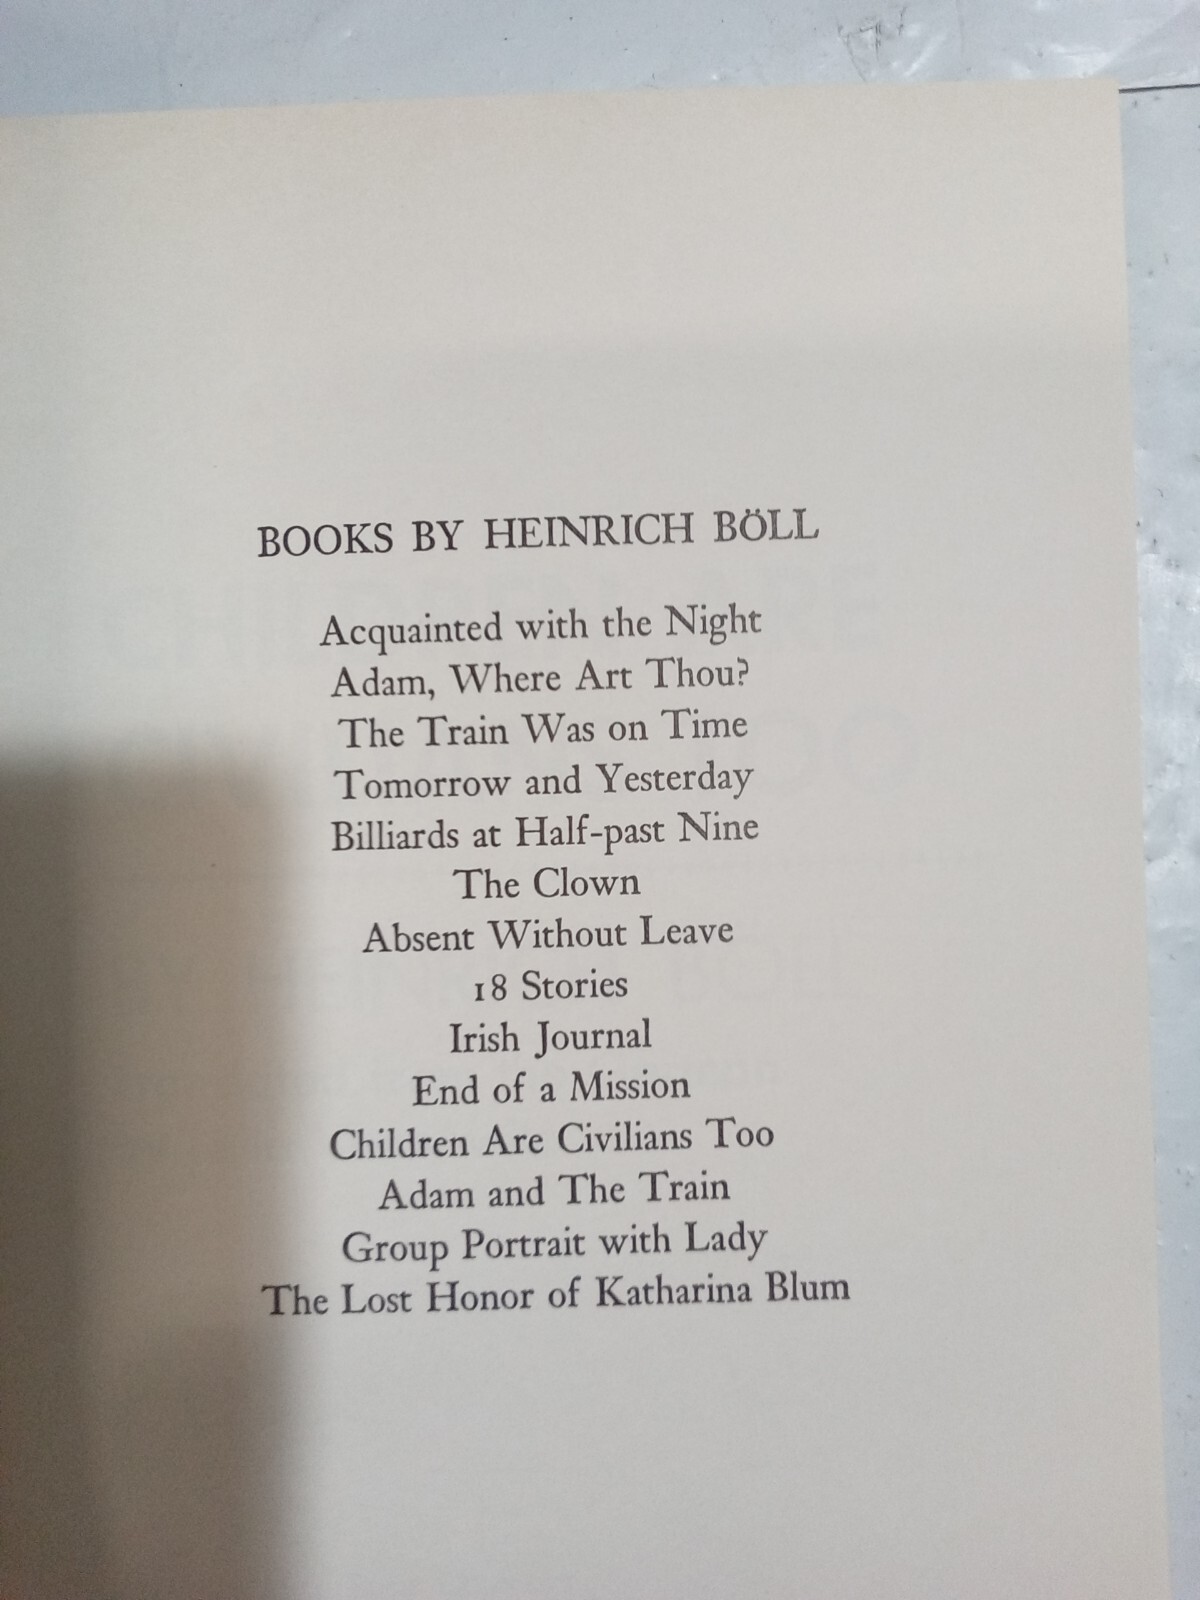 BOOKS BY HEINRICH BÖLL
Acquainted with the Night
Adam, Where Art Thou?
The Train Was on Time
Tomorrow and Yesterday
Billiards at Half-past Nine
The Clown
Absent Without Leave
18 Stories
Irish Journal
End of a Mission
Children Are Civilians Too
Adam and The Train
Group Portrait with Lady
The Lost Honor of Katharina Blum